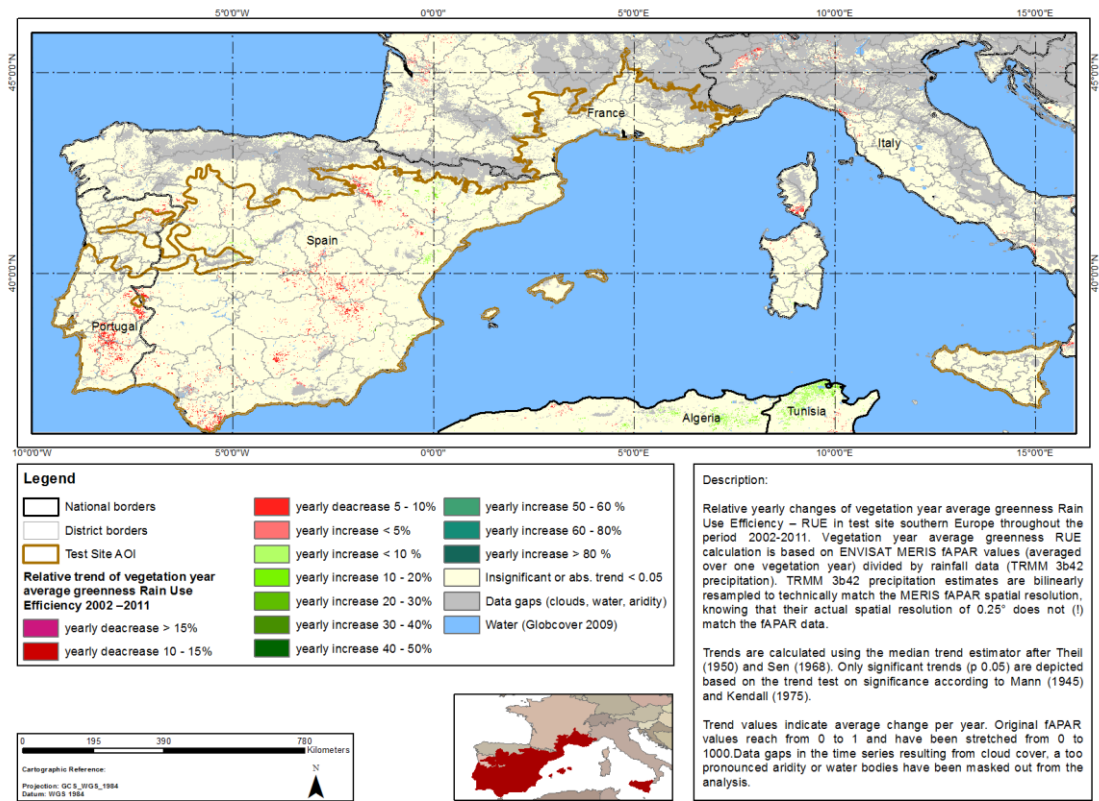 5°0'0"W
0°0'0"
5°0'0"E
10°0'0"E
15°0'0"E
45°0'0"N
45°0'0"N
France
Italy
Spain
40°0'0"N
40°0'0"N
Portugal
Algeria
Tunisia
5°0'0"W
0°0'0"
5°0'0"E
10°0'0"E
15°0'0"E
Legend
National borders
District borders
Test Site AOI
Relative trend of vegetation year
average greenness Rain Use
Efficiency 2002 –2011
yearly deacrease > 15%
yearly deacrease 10 - 15%
yearly deacrease 5 - 10%
yearly increase < 5%
yearly increase < 10 %
yearly increase 10 - 20%
yearly increase 20 - 30%
yearly increase 30 - 40%
yearly increase 40 - 50%
yearly increase 50 - 60 %
yearly increase 60 - 80%
yearly increase > 80 %
Insignificant or abs. trend < 0.05
Data gaps (clouds, water, aridity)
Water (Globcover 2009)
Description:
Relative yearly changes of vegetation year average greenness Rain
Use Efficiency – RUE in test site southern Europe throughout the
period 2002-2011. Vegetation year average greenness RUE
calculation is based on ENVISAT MERIS fAPAR values (averaged
over one vegetation year) divided by rainfall data (TRMM 3b42
precipitation). TRMM 3b42 precipitation estimates are bilinearly
resampled to technically match the MERIS fAPAR spatial resolution,
knowing that their actual spatial resolution of 0.25° does not (!)
match the fAPAR data.
Trends are calculated using the median trend estimator after Theil
(1950) and Sen (1968). Only significant trends (p 0.05) are depicted
based on the trend test on significance according to Mann (1945)
and Kendall (1975).
Trend values indicate average change per year. Original fAPAR
values reach from 0 to 1 and have been stretched from 0 to
1000.Data gaps in the time series resulting from cloud cover, a too
pronounced aridity or water bodies have been masked out from the
analysis.
0 195 390 780
Kilometers
Cartographic Reference:
Projection: GCS_WGS_1984
Datum: WGS 1984
N